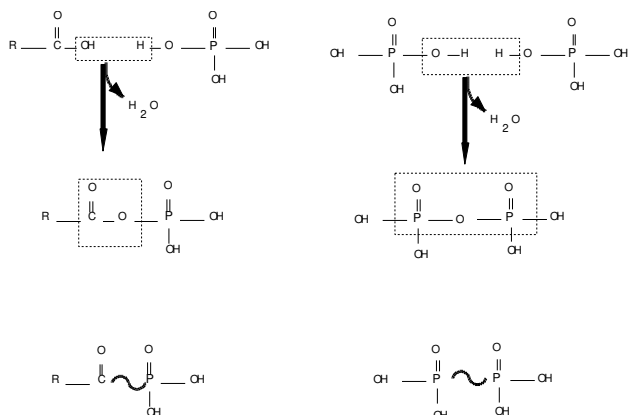 O O O
R C OH H O P OH OH P O H H O P OH
OH OH OH
H2O H2O
O O O O
R C O P OH OH P O P OH
OH OH OH
O O O O
R C P OH OH P P OH
OH OH OH